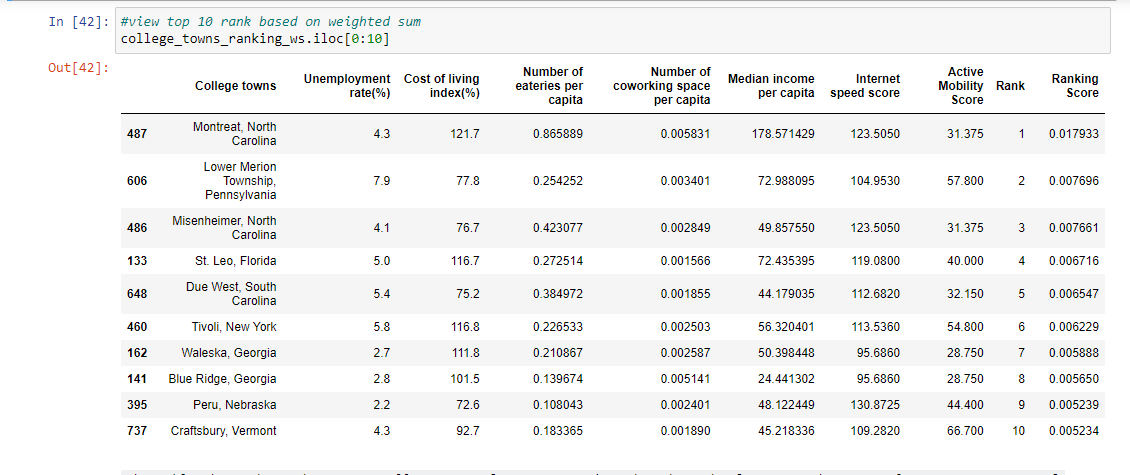 In [42]: #view top 10 rank based on weighted sum
college_towns_ranking_ws.iloc[0:10]
Out[42]:
College towns Unemployment rate(%) Cost of living index(%) Number of eateries per capita Number of coworking space per capita Median income per capita Internet speed score Active Mobility Score Rank Ranking Score
487 Montreat, North Carolina 4.3 121.7 0.865889 0.005831 178.571429 123.5050 31.375 1 0.017933
606 Lower Merion Township, Pennsylvania 7.9 77.8 0.254252 0.003401 72.988095 104.9530 57.800 2 0.007696
486 Misenheimer, North Carolina 4.1 76.7 0.423077 0.002849 49.857550 123.5050 31.375 3 0.007661
133 St. Leo, Florida 5.0 116.7 0.272514 0.001566 72.435395 119.0800 40.000 4 0.006716
648 Due West, South Carolina 5.4 75.2 0.384972 0.001855 44.179035 112.6820 32.150 5 0.006547
460 Tivoli, New York 5.8 116.8 0.226533 0.002503 56.320401 113.5360 54.800 6 0.006229
162 Waleska, Georgia 2.7 111.8 0.210867 0.002587 50.398448 95.6860 28.750 7 0.005888
141 Blue Ridge, Georgia 2.8 101.5 0.139674 0.005141 24.441302 95.6860 28.750 8 0.005650
395 Peru, Nebraska 2.2 72.6 0.108043 0.002401 48.122449 130.8725 44.400 9 0.005239
737 Craftsbury, Vermont 4.3 92.7 0.183365 0.001890 45.218336 109.2820 66.700 10 0.005234